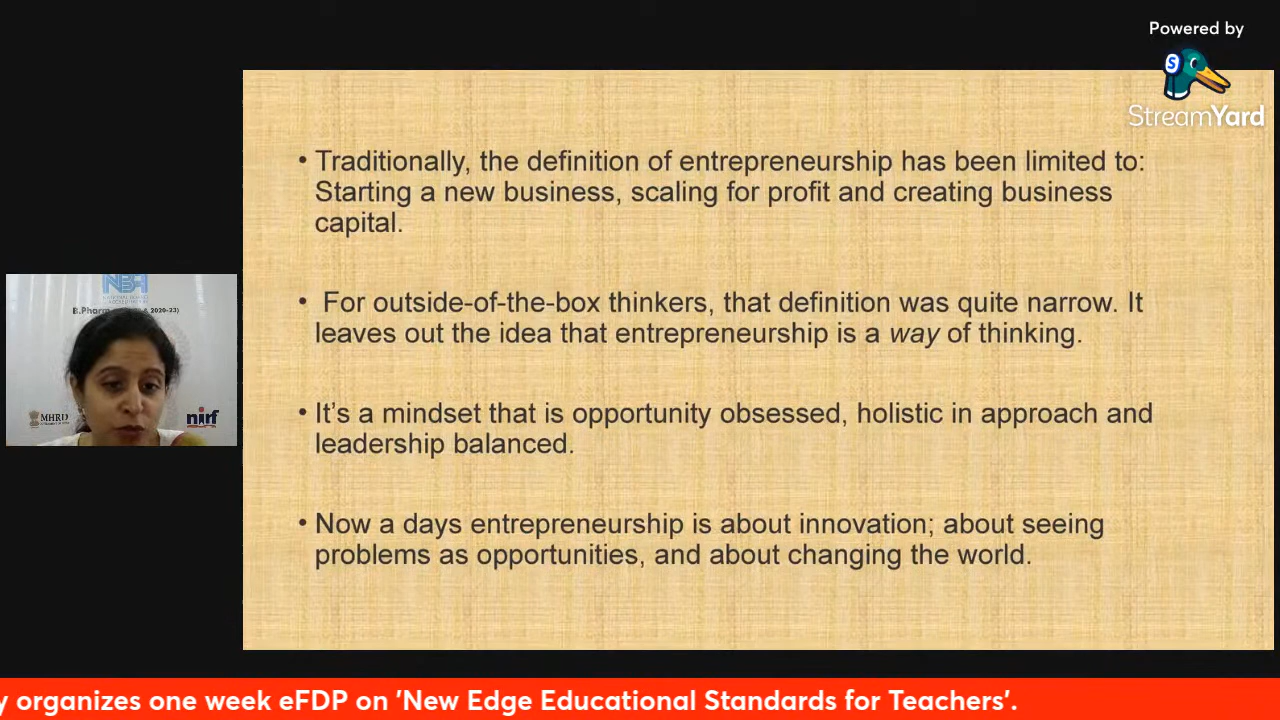 Powered by
StreamYard
• Traditionally, the definition of entrepreneurship has been limited to:
Starting a new business, scaling for profit and creating business
capital.
• For outside-of-the-box thinkers, that definition was quite narrow. It
leaves out the idea that entrepreneurship is a way of thinking.
• It's a mindset that is opportunity obsessed, holistic in approach and
leadership balanced.
• Now a days entrepreneurship is about innovation; about seeing
problems as opportunities, and about changing the world.
NBA
B.Pharm 2020-23)
MHRD
nirf
y organizes one week eFDP on 'New Edge Educational Standards for Teachers'.